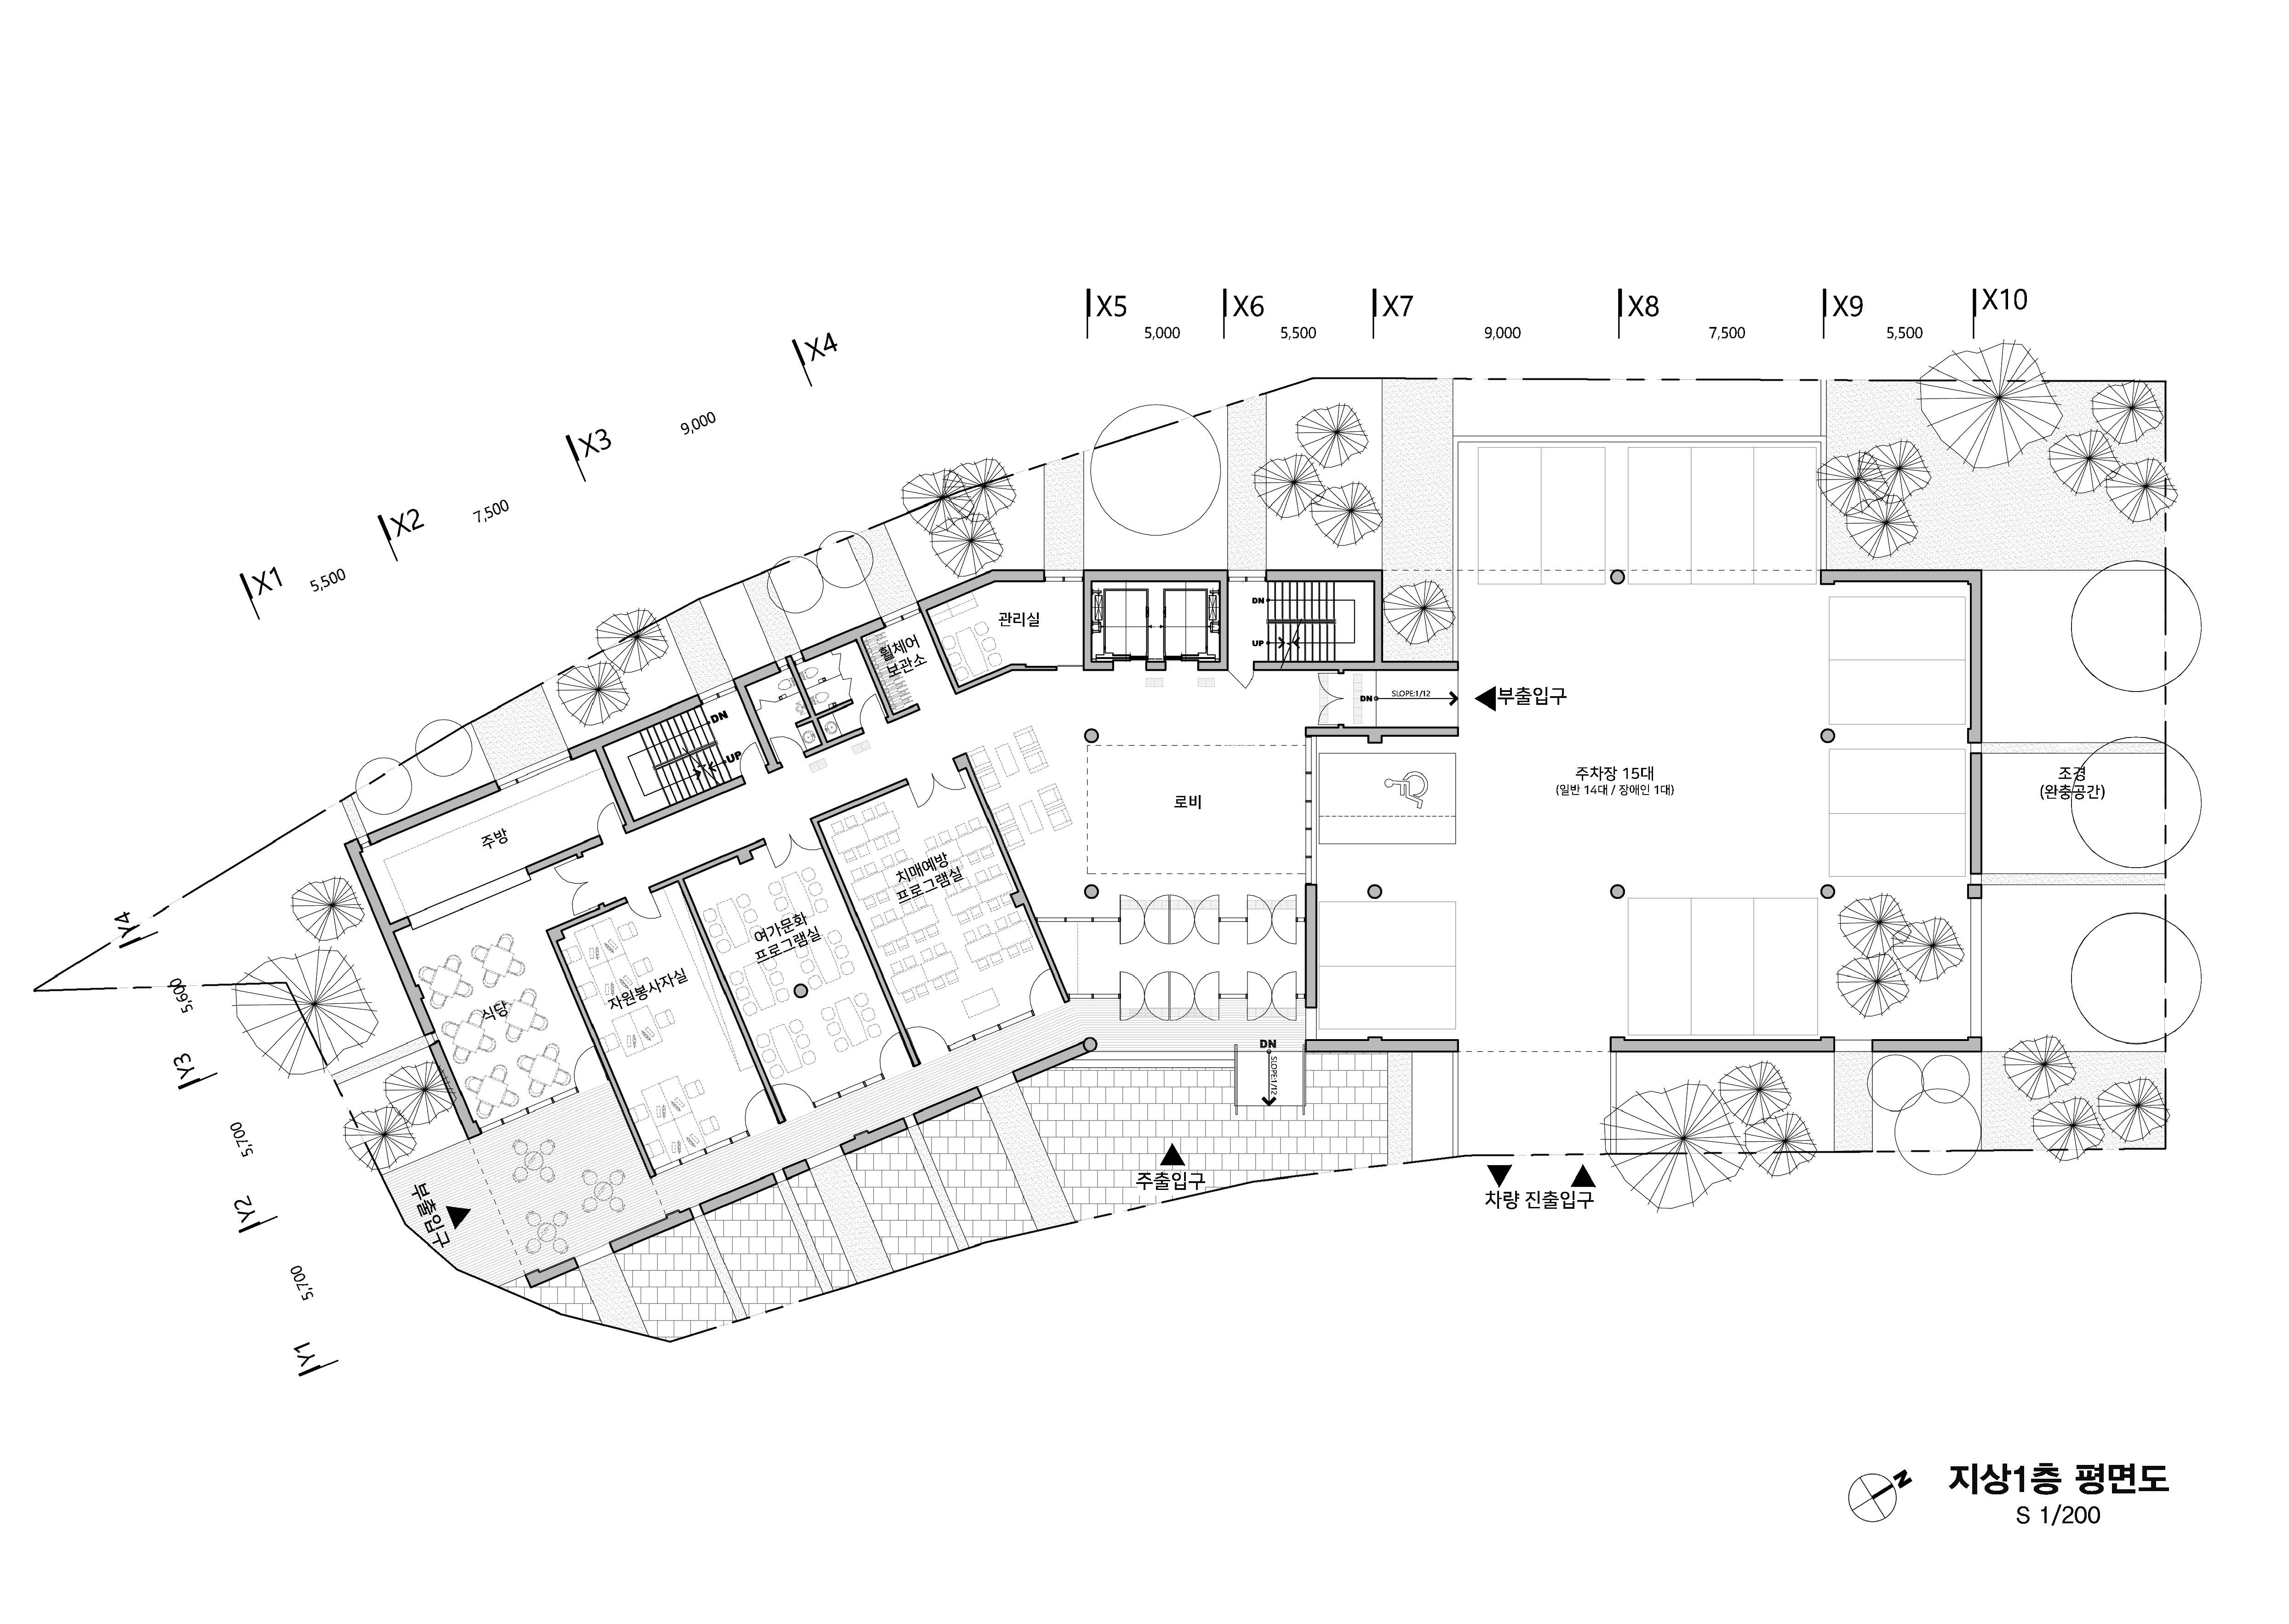 X5
X6
X7
X8
X9
X10
5,000
5,500
9,000
7,500
5,500
X4
9,000
X3
7,500
X2
5,500
X1
관리실
휠체어
보관소
DN
UP
DN
SLOPE:1/12
부출입구
DN
UP
주방
로비
주차장 15대
(일반 14대 / 장애인 1대)
조경
(완충공간)
치매예방
프로그램실
여가문화
프로그램실
자원봉사자실
식당
Y4
5,600
Y3
5,700
Y2
5,700
Y1
DN
SLOPE:1/12
부출입구
주출입구
차량 진출입구
N
지상1층 평면도
S 1/200